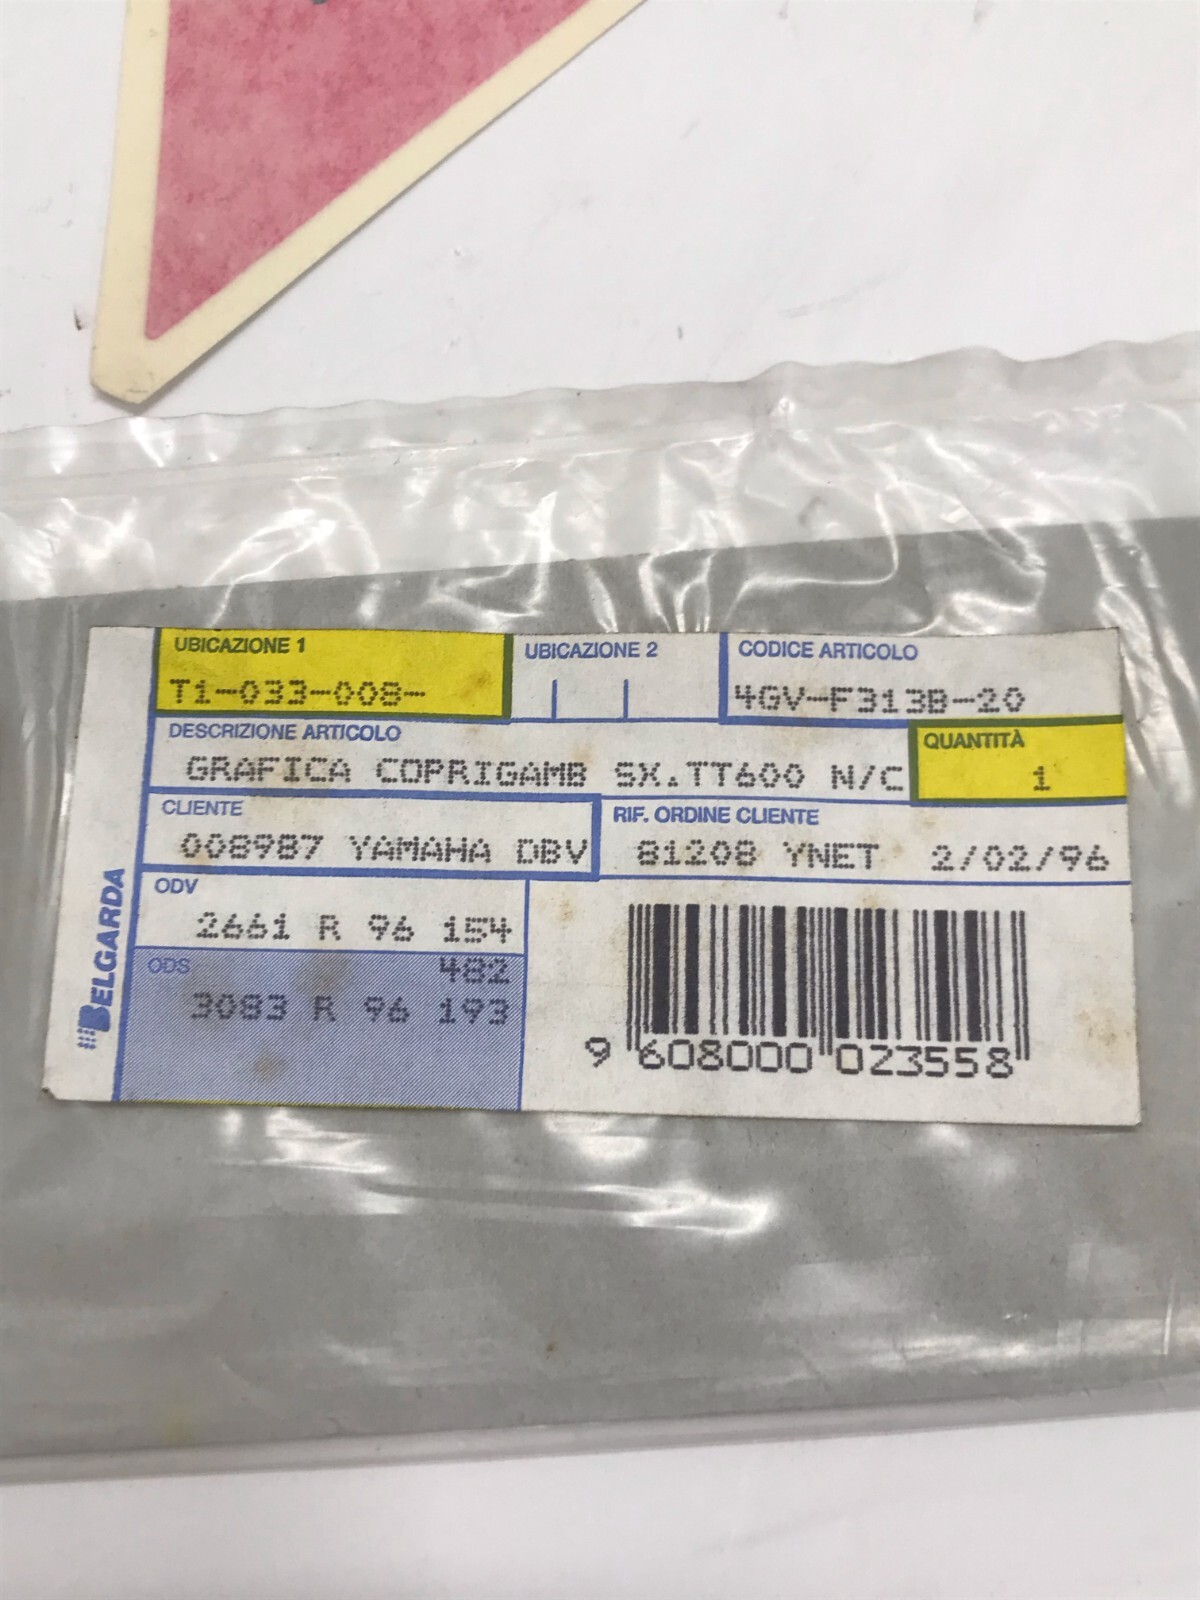 UBICAZIONE 1
T1-033-008-
UBICAZIONE 2
CODICE ARTICOLO
4GV-F313B-20
DESCRIZIONE ARTICOLO
GRAFICA COPRIGAMB SX.TT600 N/C
QUANTITÀ
1
CLIENTE
008987 YAMAHA DBV
RIF. ORDINE CLIENTE
81208 YNET 2/02/96
ODV
2661 R 96 154
ODS
482
3083 R 96 193
BELGARDA
9 608000 023558